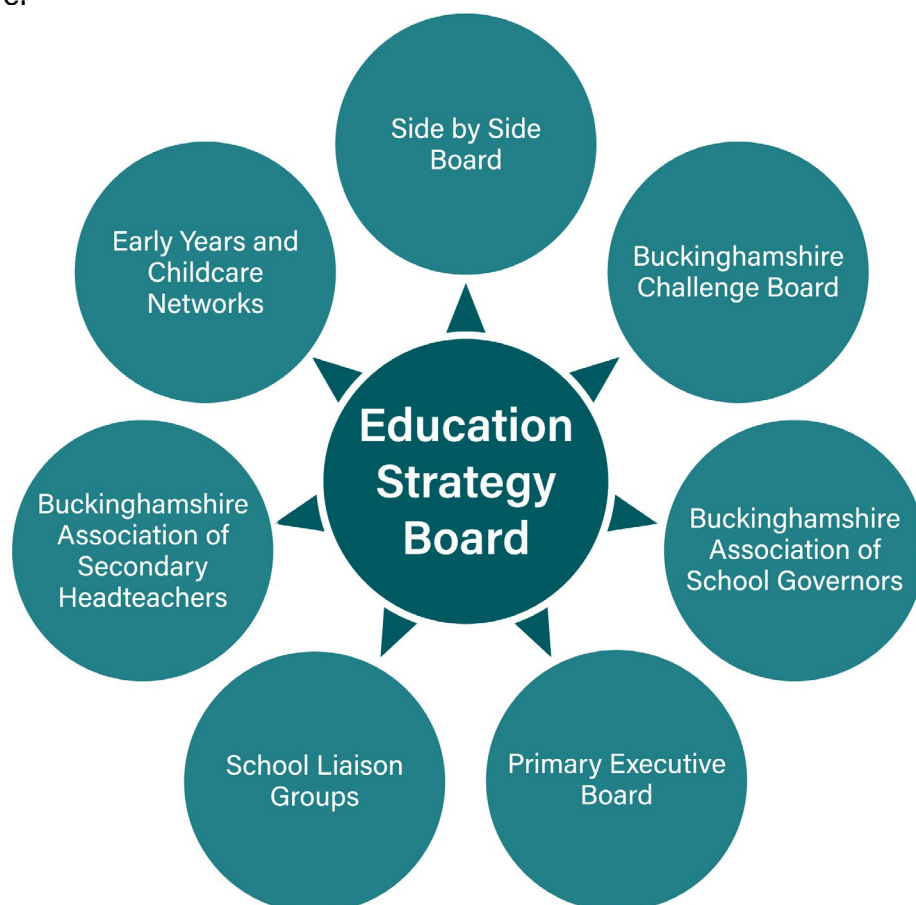 Side by Side
Board
Buckinghamshire
Challenge Board
Buckinghamshire
Association of
School Governors
Primary Executive
Board
School Liaison
Groups
Buckinghamshire
Association of
Secondary
Headteachers
Early Years and
Childcare
Networks
Education
Strategy
Board